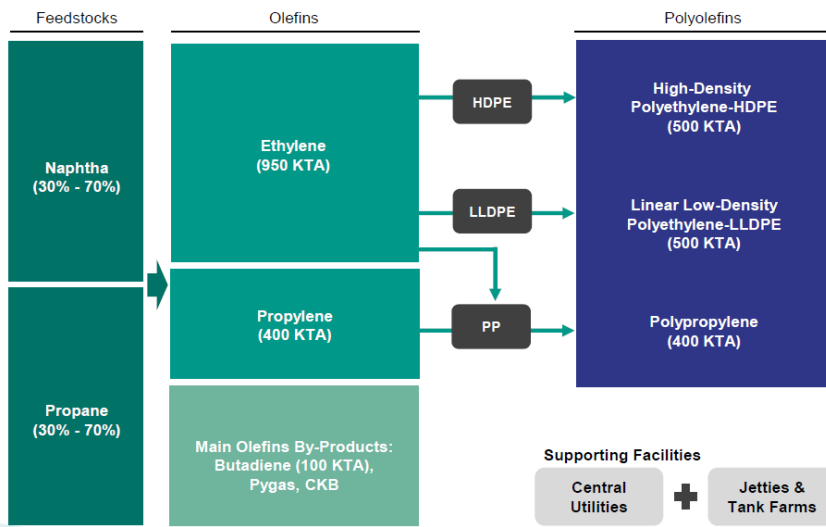 Feedstocks
Olefins
Polyolefins
Naphtha
(30% - 70%)
Propane
(30% - 70%)
Ethylene
(950 KTA)
Propylene
(400 KTA)
Main Olefins By-Products:
Butadiene (100 KTA),
Pygas, CKB
HDPE
LLDPE
PP
High-Density
Polyethylene-HDPE
(500 KTA)
Linear Low-Density
Polyethylene-LLDPE
(500 KTA)
Polypropylene
(400 KTA)
Supporting Facilities
Central
Utilities
Jetties &
Tank Farms